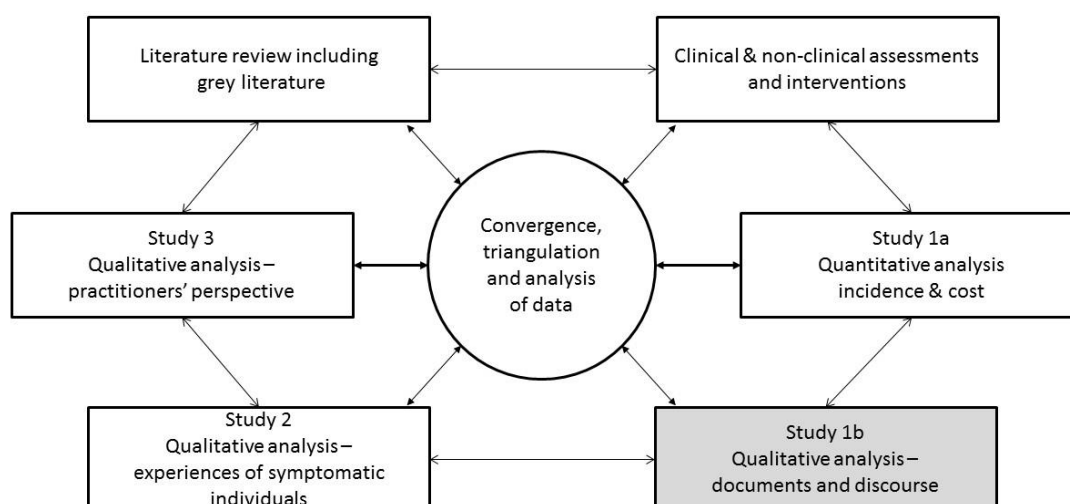 Literature review including
grey literature
Clinical & non-clinical assessments
and interventions
Convergence,
triangulation
and analysis
of data
Study 3
Qualitative analysis –
practitioners’ perspective
Study 1a
Quantitative analysis
incidence & cost
Study 2
Qualitative analysis –
experiences of symptomatic
individuals
Study 1b
Qualitative analysis –
documents and discourse